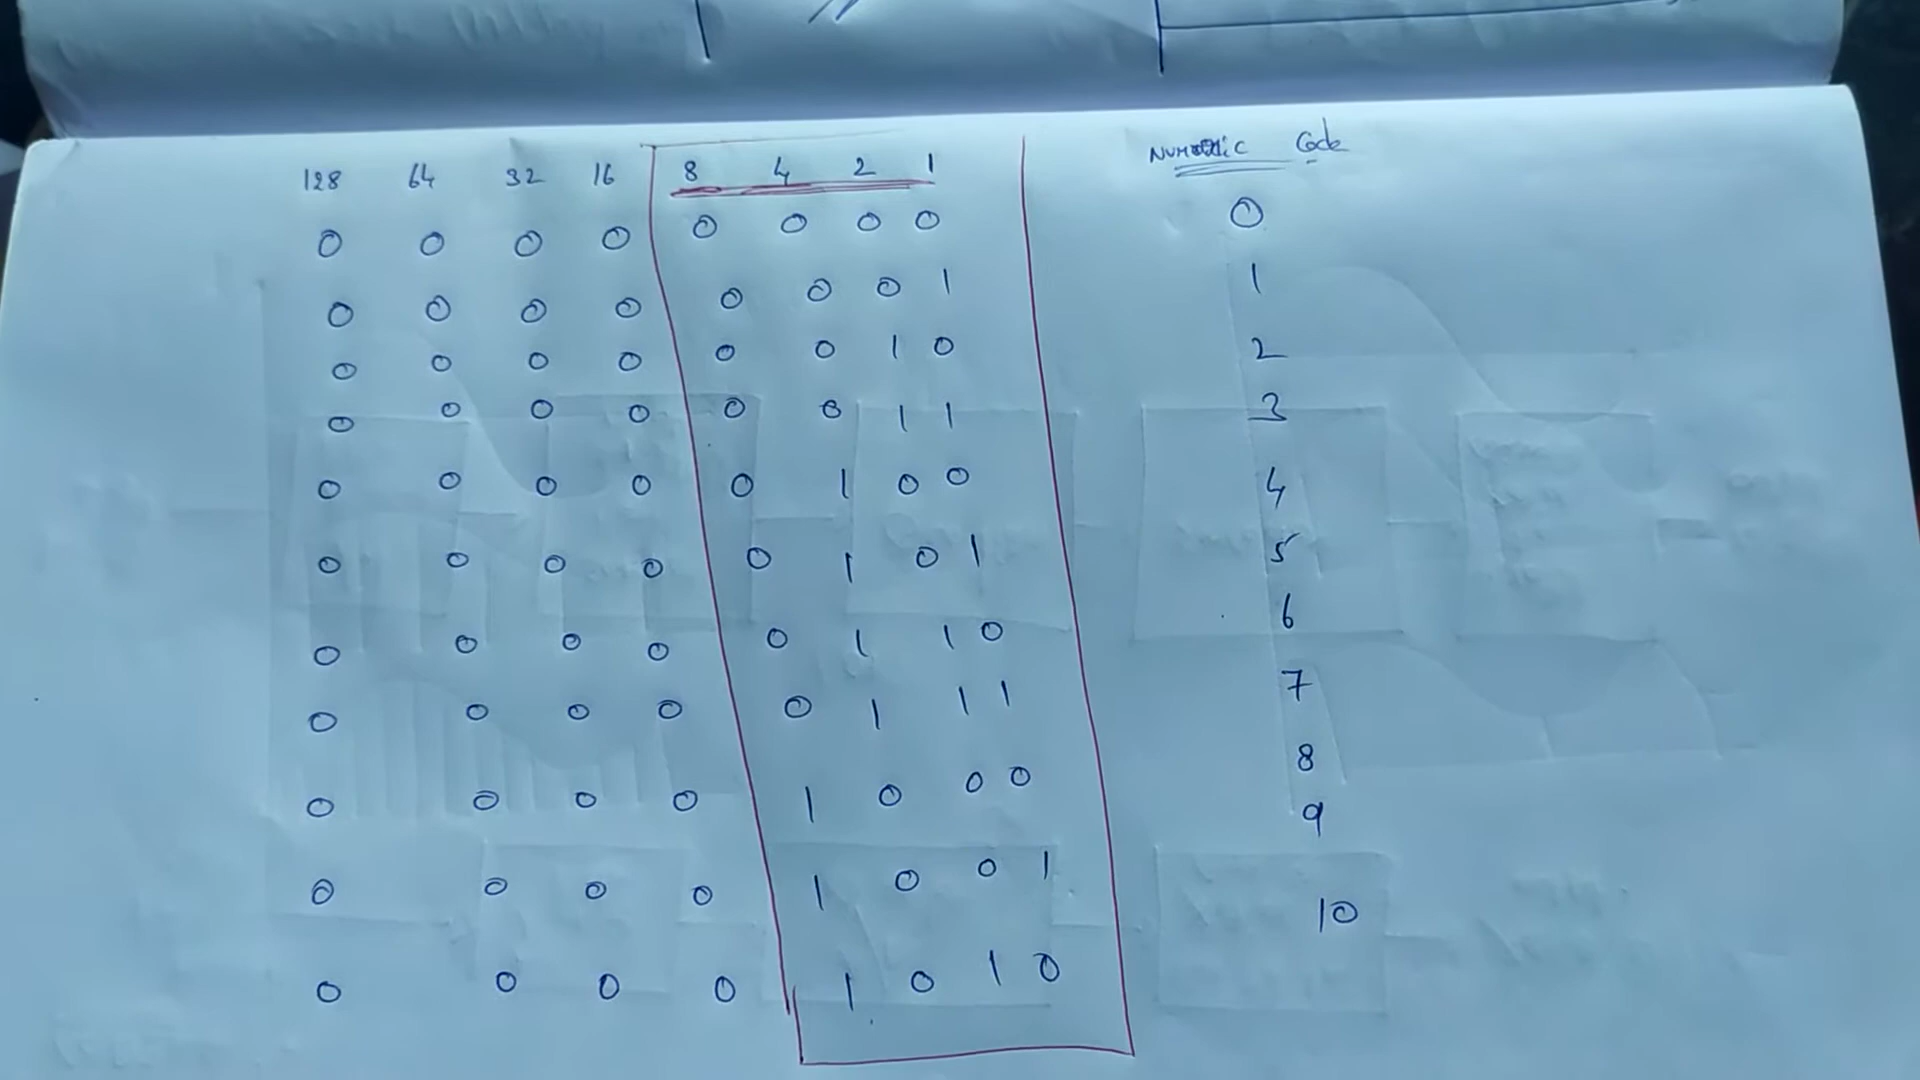 128 64 32 16 8 4 2 1 Numeric Code
0 0 0 0 0 0 0 0 0
0 0 0 0 0 0 0 1 1
0 0 0 0 0 0 1 0 2
0 0 0 0 0 0 1 1 3
0 0 0 0 0 1 0 0 4
0 0 0 0 0 1 0 1 5
0 0 0 0 0 1 1 0 6
0 0 0 0 0 1 1 1 7
0 0 0 0 1 0 0 0 8
0 0 0 0 1 0 0 1 9
0 0 0 0 1 0 1 0 10